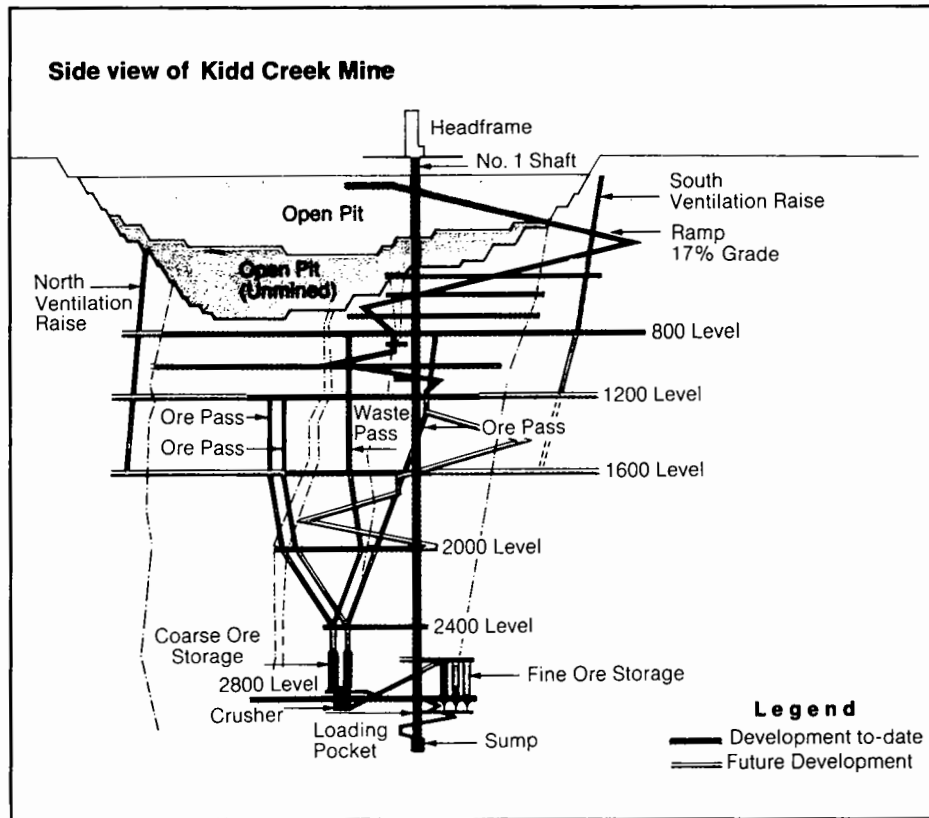 Side view of Kidd Creek Mine
Headframe
No. 1 Shaft
South
Ventilation Raise
Open Pit
Ramp
17% Grade
Open Pit
(Unmined)
North
Ventilation
Raise
800 Level
1200 Level
Ore Pass
Waste
Pass
Ore Pass
Ore Pass
1600 Level
2000 Level
2400 Level
Coarse Ore
Storage
Fine Ore Storage
2800 Level
Crusher
Loading
Pocket
Sump
Legend
Development to-date
Future Development